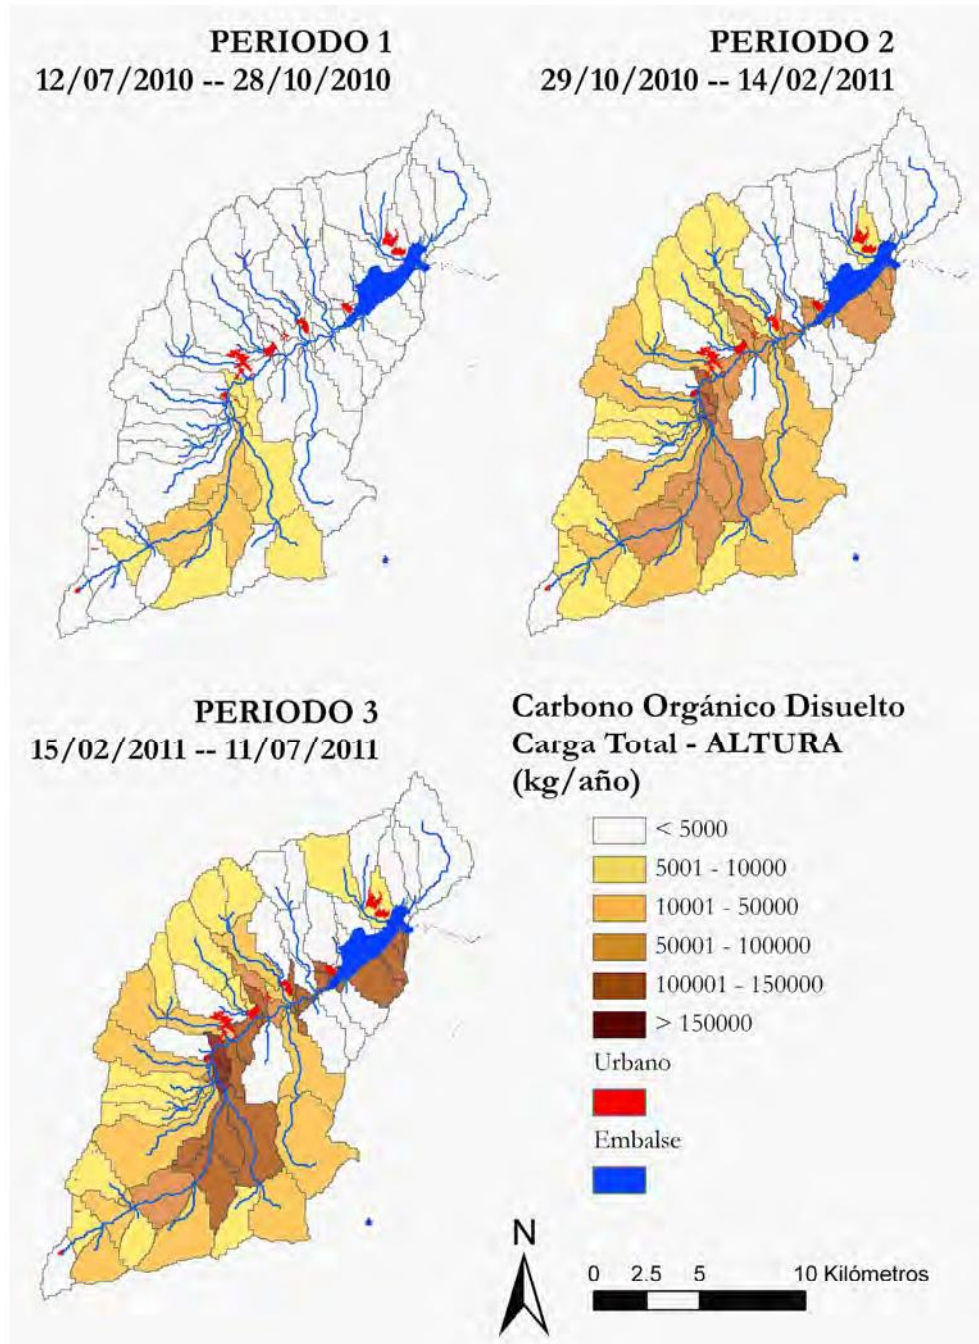 PERIODO 1
12/07/2010 -- 28/10/2010
PERIODO 2
29/10/2010 -- 14/02/2011
PERIODO 3
15/02/2011 -- 11/07/2011
Carbono Orgánico Disuelto
Carga Total - ALTURA
(kg/año)
< 5000
5001 - 10000
10001 - 50000
50001 - 100000
100001 - 150000
> 150000
Urbano
Embalse
N
0 2.5 5 10 Kilómetros